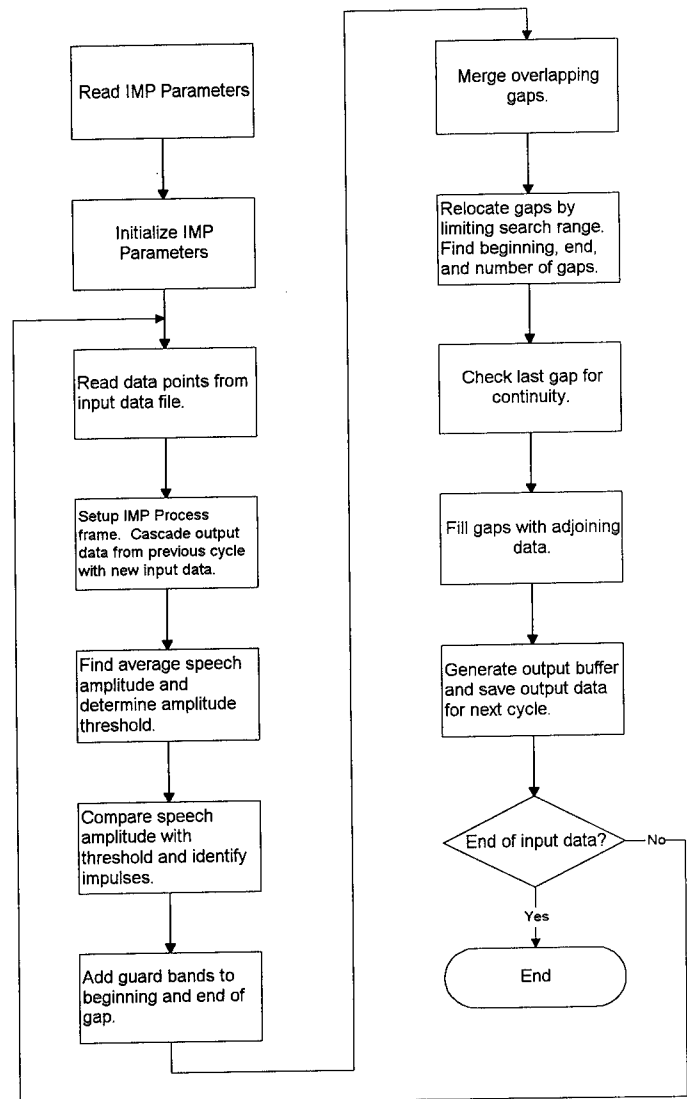 Read IMP Parameters
Initialize IMP
Parameters
Read data points from
input data file.
Setup IMP Process
frame. Cascade output
data from previous cycle
with new input data.
Find average speech
amplitude and
determine amplitude
threshold.
Compare speech
amplitude with
threshold and identify
impulses.
Add guard bands to
beginning and end of
gap.
Merge overlapping
gaps.
Relocate gaps by
limiting search range.
Find beginning, end,
and number of gaps.
Check last gap for
continuity.
Fill gaps with adjoining
data.
Generate output buffer
and save output data
for next cycle.
End of input data?
No
Yes
End